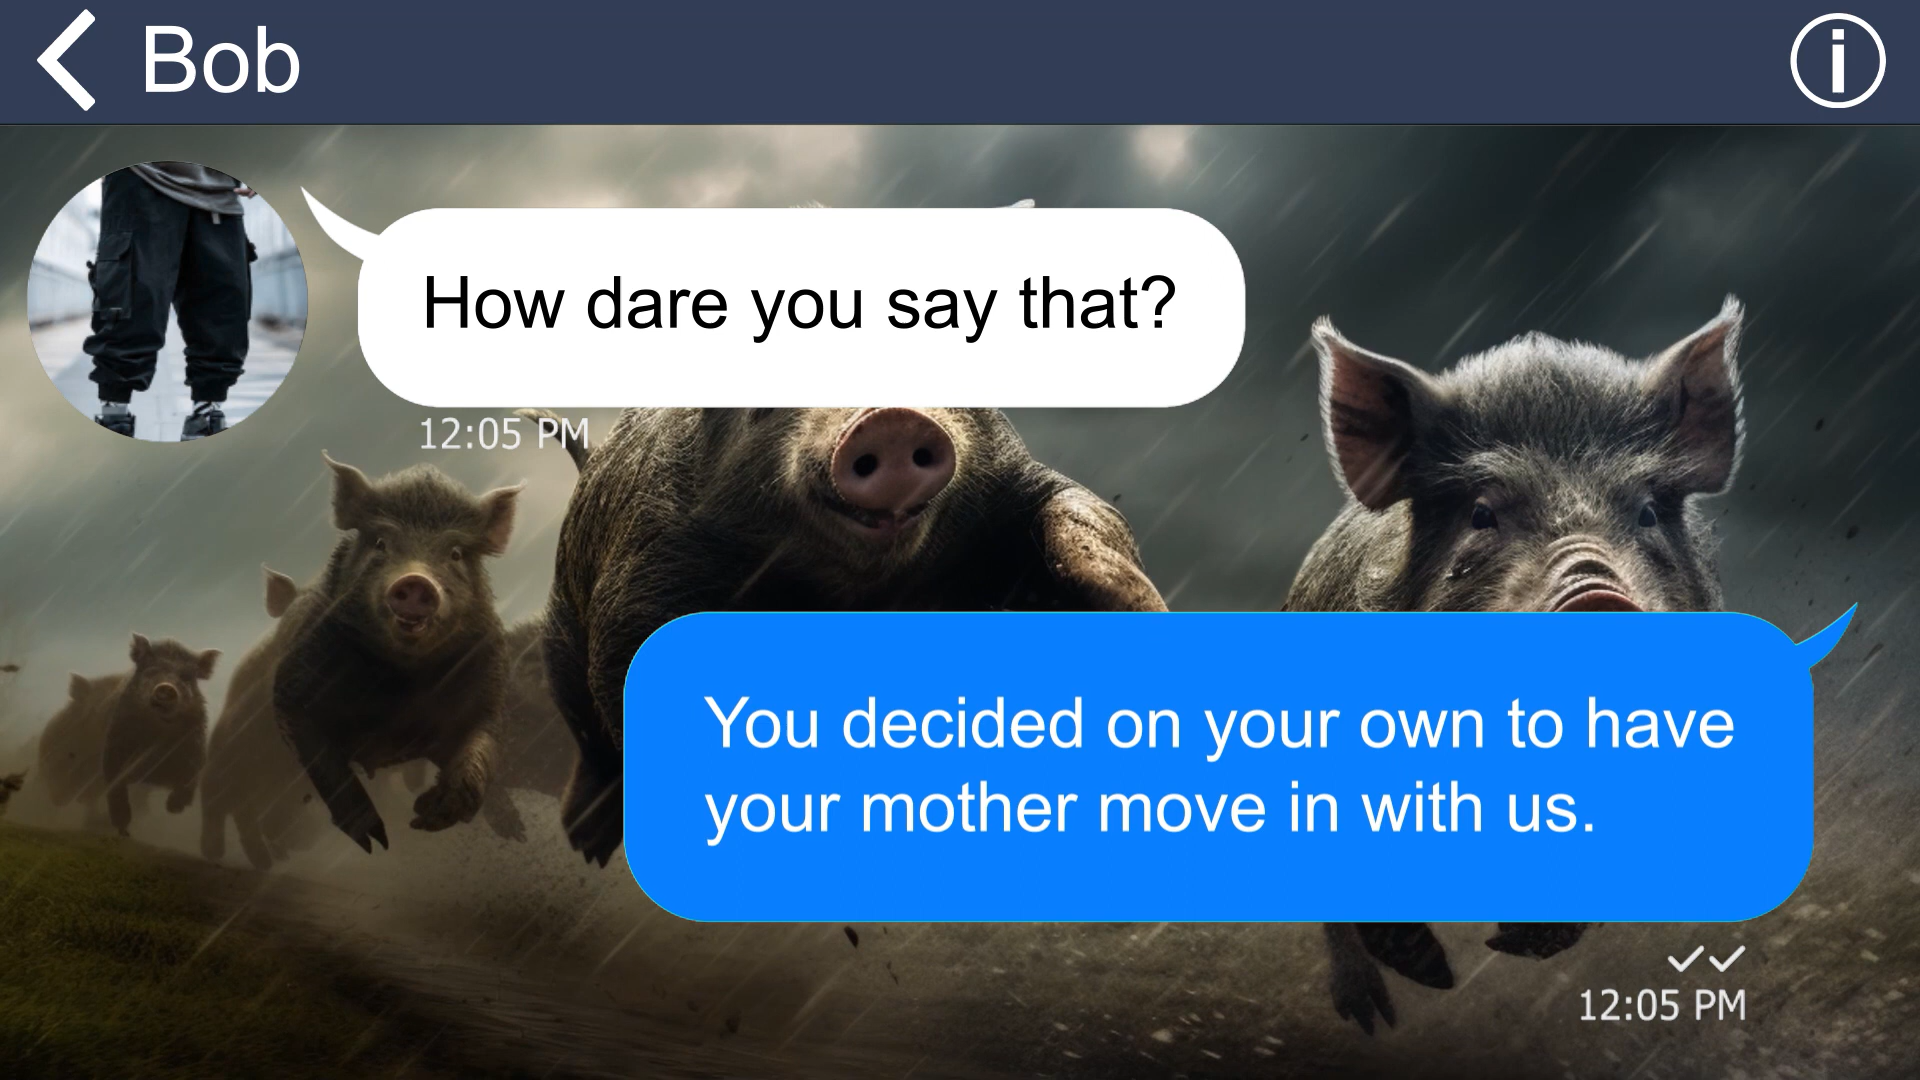 Bob
How dare you say that?
12:05 PM
You decided on your own to have
your mother move in with us.
12:05 PM